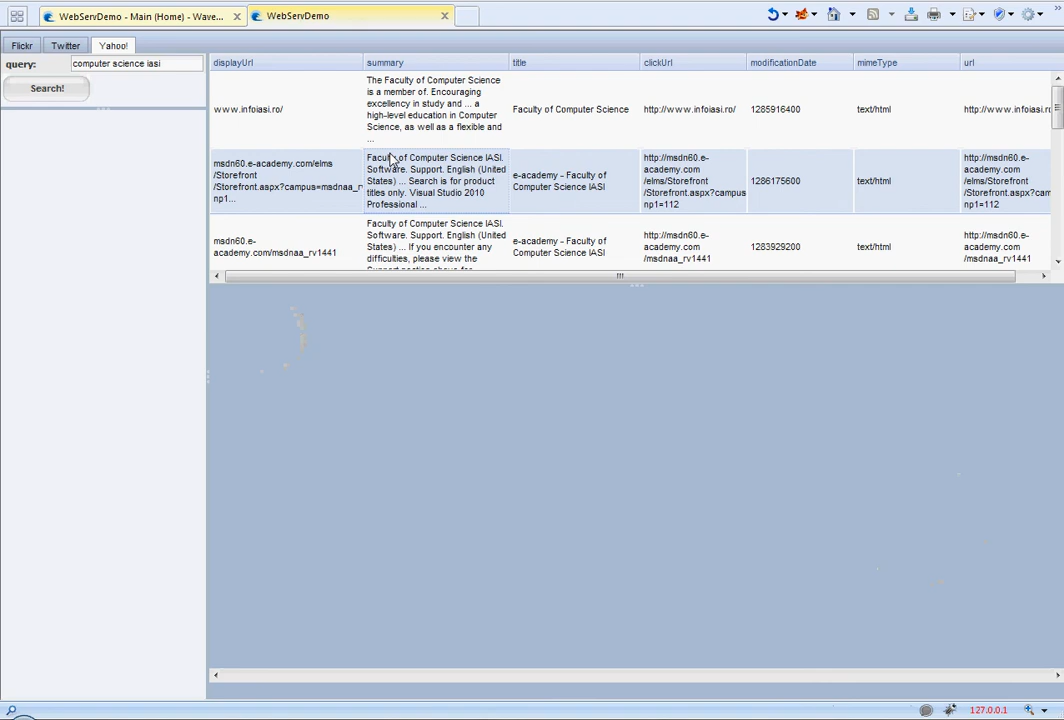 WebServDemo - Main (Home) - Wave...
WebServDemo
Flickr
Twitter
Yahoo!
query:
computer science iasi
Search!
displayUrl
summary
title
clickUrl
modificationDate
mimeType
url
www.infoiasi.ro/
The Faculty of Computer Science
is a member of. Encouraging
excellency in study and ... a
high-level education in Computer
Science, as well as a flexible and
...
Faculty of Computer Science
http://www.infoiasi.ro/
1285916400
text/html
http://www.infoiasi.ro
msdn60.e-academy.com/elms
/Storefront
/Storefront.aspx?campus=msdnaa_r
np1...
Faculty of Computer Science IASI.
Software. Support. English (United
States) ... Search is for product
titles only. Visual Studio 2010
Professional ...
e-academy - Faculty of
Computer Science IASI
http://msdn60.e-
academy.com
/elms/Storefront
/Storefront.aspx?campus
np1=112
1286175600
text/html
http://msdn60.e-
academy.com
/elms/Storefront
/Storefront.aspx?c
np1=112
msdn60.e-
academy.com/msdnaa_rv1441
Faculty of Computer Science IASI.
Software. Support. English (United
States) ... If you encounter any
difficulties, please view the
Support section above for
e-academy - Faculty of
Computer Science IASI
http://msdn60.e-
academy.com
/msdnaa_rv1441
1283929200
text/html
http://msdn60.e-
academy.com
/msdnaa_rv1441
127.0.0.1